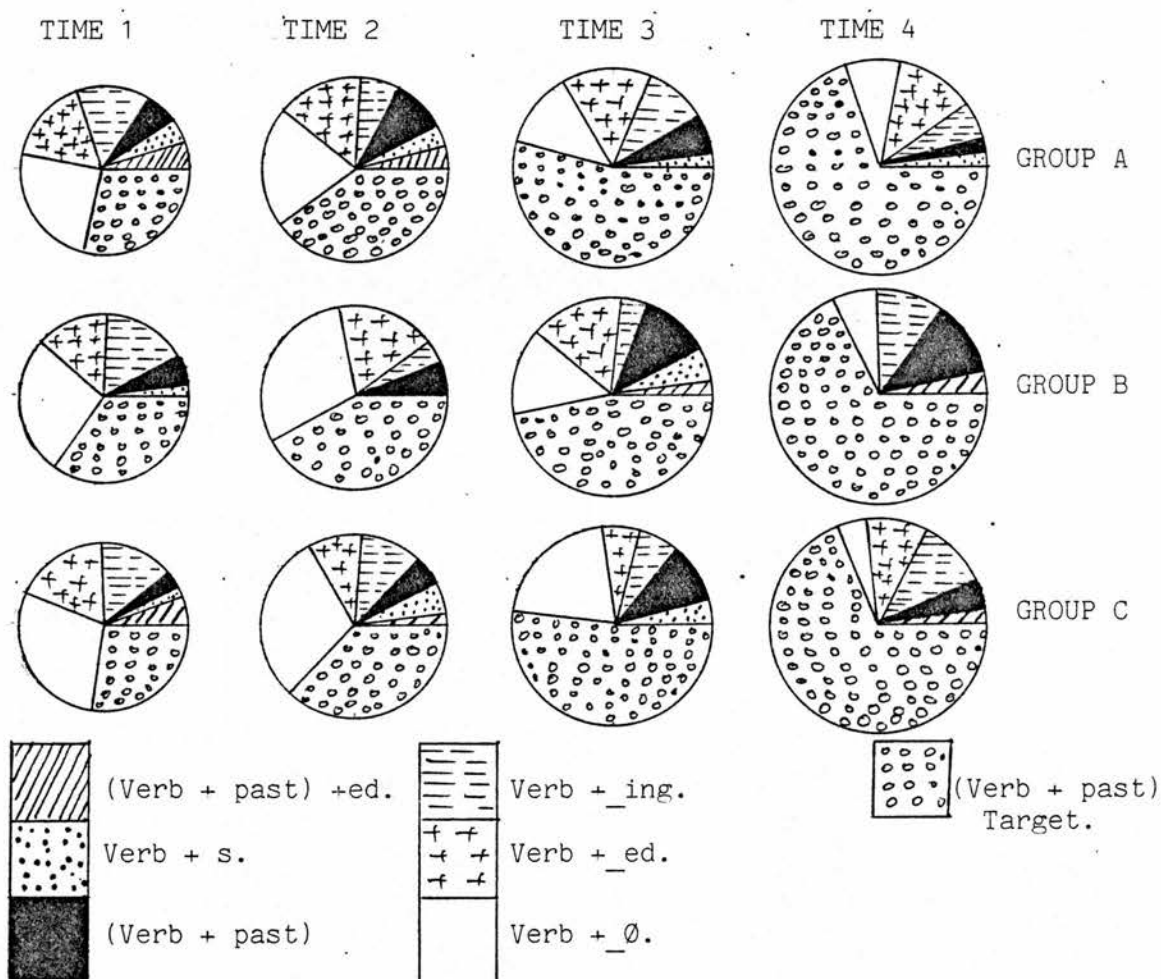 TIME 1 TIME 2 TIME 3 TIME 4
GROUP A
GROUP B
GROUP C
(Verb + past) +ed.
Verb + s.
(Verb + past)
Verb +_ing.
Verb +_ed.
Verb +_Ø.
(Verb + past)
Target.